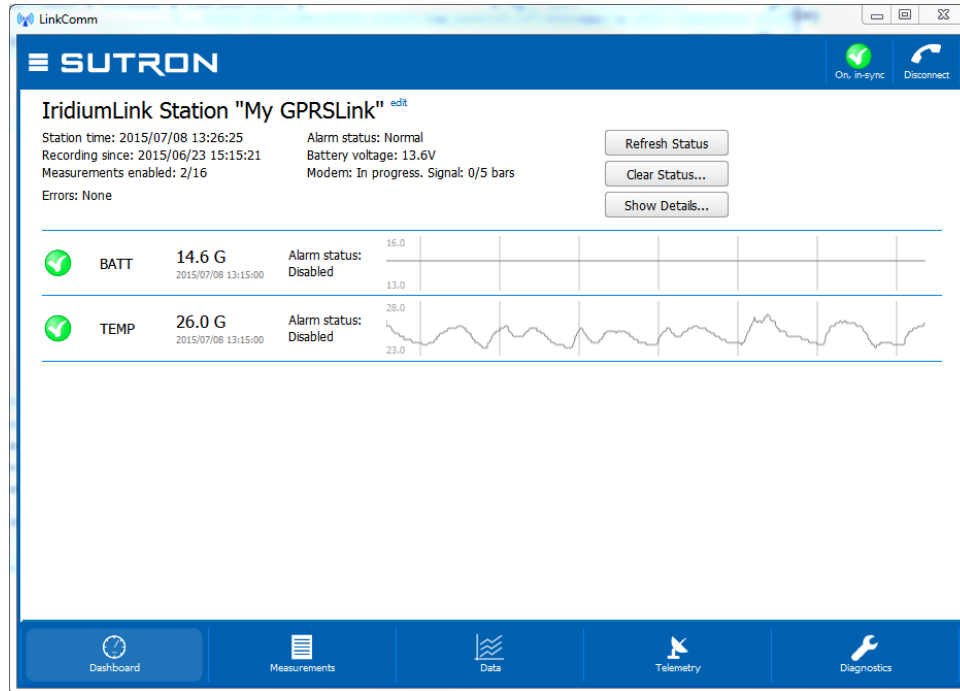 LinkComm
SUTRON
On, in-sync
Disconnect
IridiumLink Station "My GPRSLink" edit
Station time: 2015/07/08 13:26:25
Recording since: 2015/06/23 15:15:21
Measurements enabled: 2/16
Errors: None
Alarm status: Normal
Battery voltage: 13.6V
Modem: In progress. Signal: 0/5 bars
Refresh Status
Clear Status...
Show Details...
BATT
14.6 G
2015/07/08 13:15:00
Alarm status:
Disabled
16.0
13.0
TEMP
26.0 G
2015/07/08 13:15:00
Alarm status:
Disabled
28.0
23.0
Dashboard
Measurements
Data
Telemetry
Diagnostics